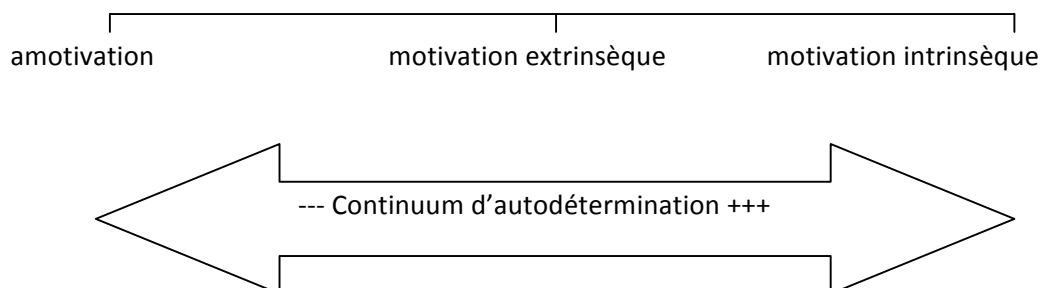 amotivation motivation extrinsèque motivation intrinsèque
--- Continuum d’autodétermination +++